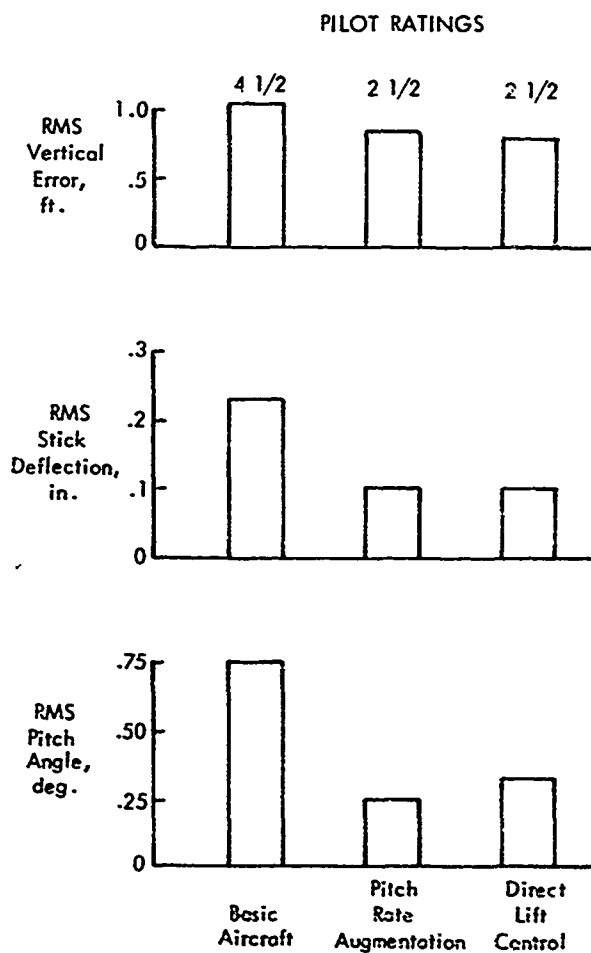 PILOT RATINGS
4 1/2
2 1/2
2 1/2
RMS
Vertical
Error,
ft.
1.0
.5
0
RMS
Stick
Deflection,
in.
.3
.2
.1
0
RMS
Pitch
Angle,
deg.
.75
.50
.25
0
Basic
Aircraft
Pitch
Rate
Augmentation
Direct
Lift
Control